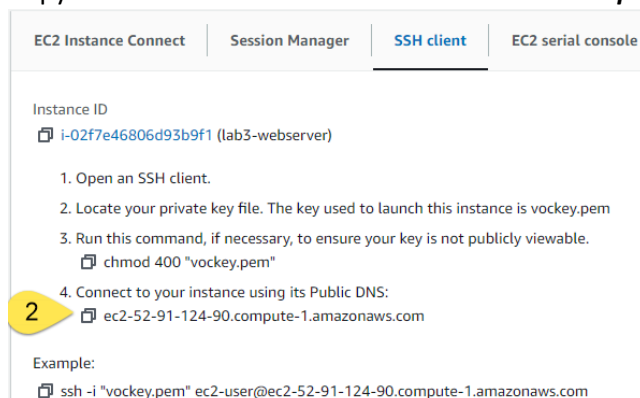 EC2 Instance Connect Session Manager SSH client EC2 serial console
Instance ID
i-02f7e46806d93b9f1 (lab3-webserver)
1. Open an SSH client.
2. Locate your private key file. The key used to launch this instance is vockey.pem
3. Run this command, if necessary, to ensure your key is not publicly viewable.
chmod 400 "vockey.pem"
4. Connect to your instance using its Public DNS:
2
ec2-52-91-124-90.compute-1.amazonaws.com
Example:
ssh -i "vockey.pem" ec2-user@ec2-52-91-124-90.compute-1.amazonaws.com